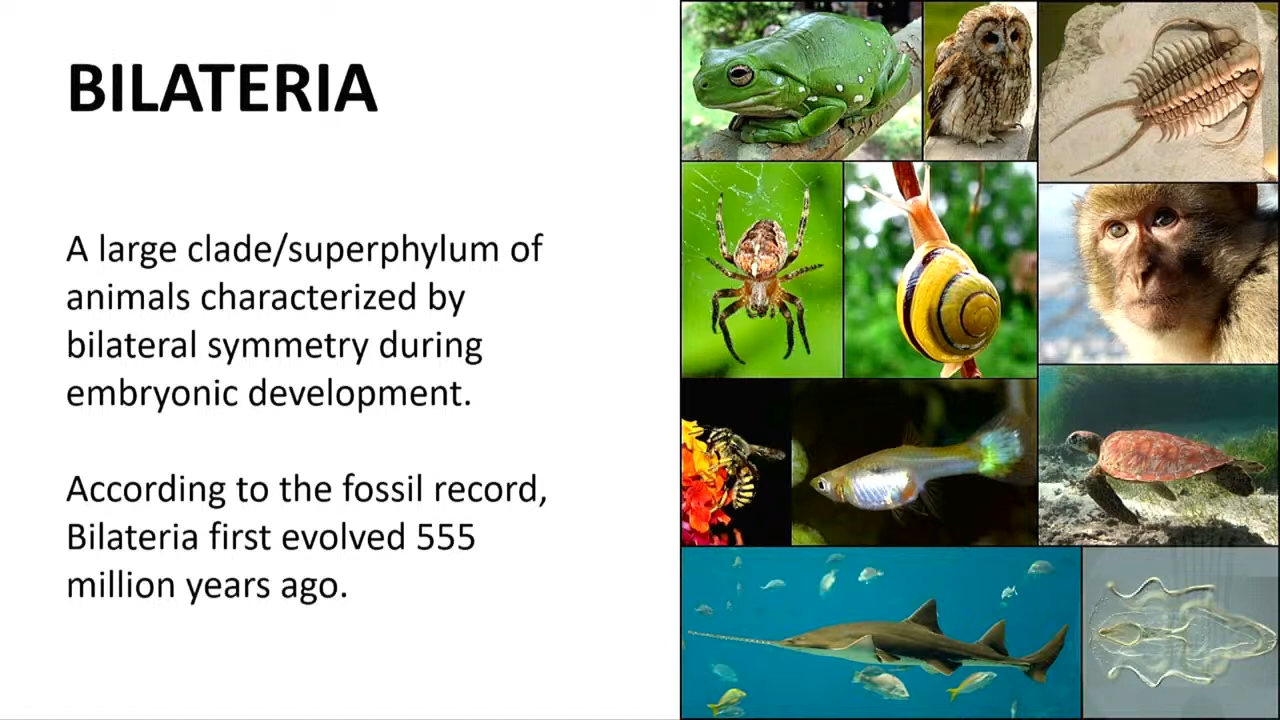 BILATERIA
A large clade/superphylum of
animals characterized by
bilateral symmetry during
embryonic development.
According to the fossil record,
Bilateria first evolved 555
million years ago.